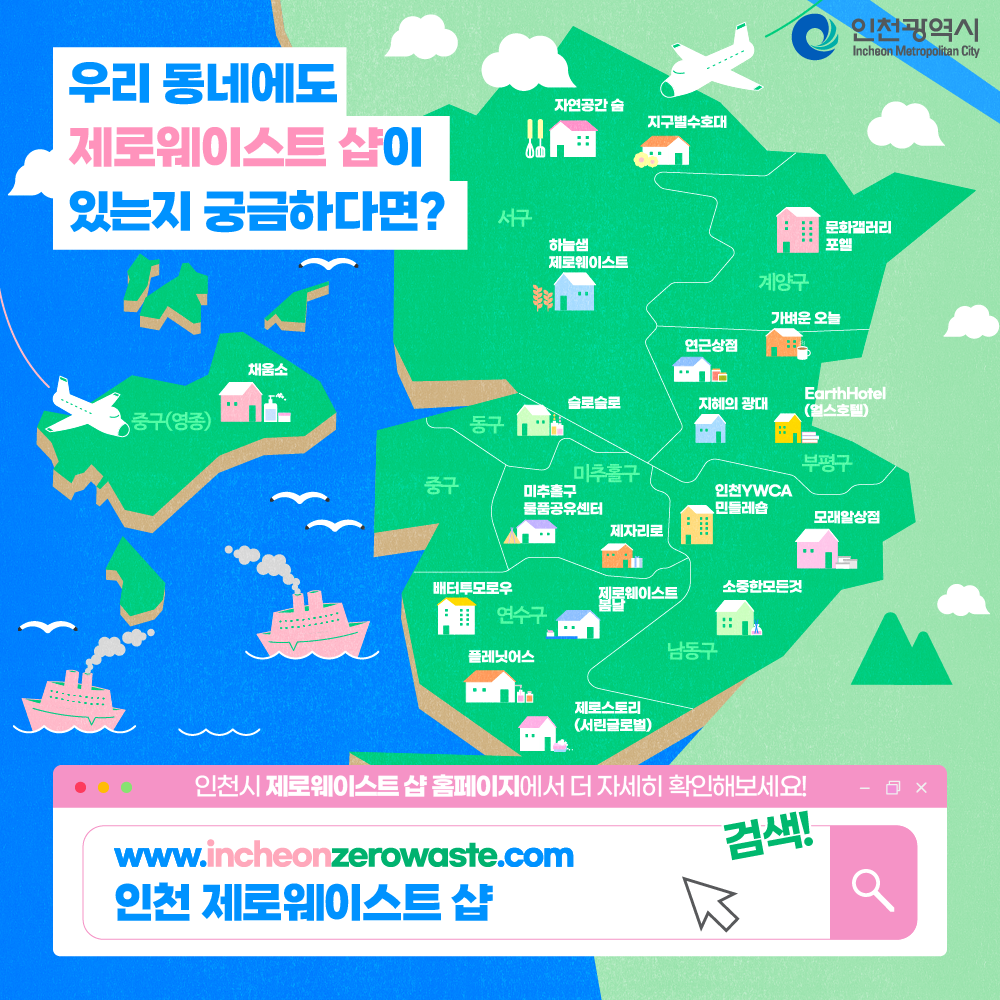 인천광역시
Incheon Metropolitan City
우리 동네에도
제로웨이스트 샵이
있는지 궁금하다면?
자연공간 숨
지구별수호대
서구
문화갤러리
포엘
하늘샘
제로웨이스트
계양구
가벼운 오늘
연근상점
채움소
중구(영종)
슬로슬로
지혜의 광대
EarthHotel
(얼스호텔)
동구
부평구
미추홀구
중구
미추홀구
물품공유센터
인천YWCA
민들레숍
제자리로
모래알상점
배터투모로우
제로웨이스트
봄날
소중한모든것
연수구
남동구
플레닛어스
제로스토리
(서린글로벌)
인천시 제로웨이스트 샵 홈페이지에서 더 자세히 확인해보세요!
검색!
www.incheonzerowaste.com
인천 제로웨이스트 샵